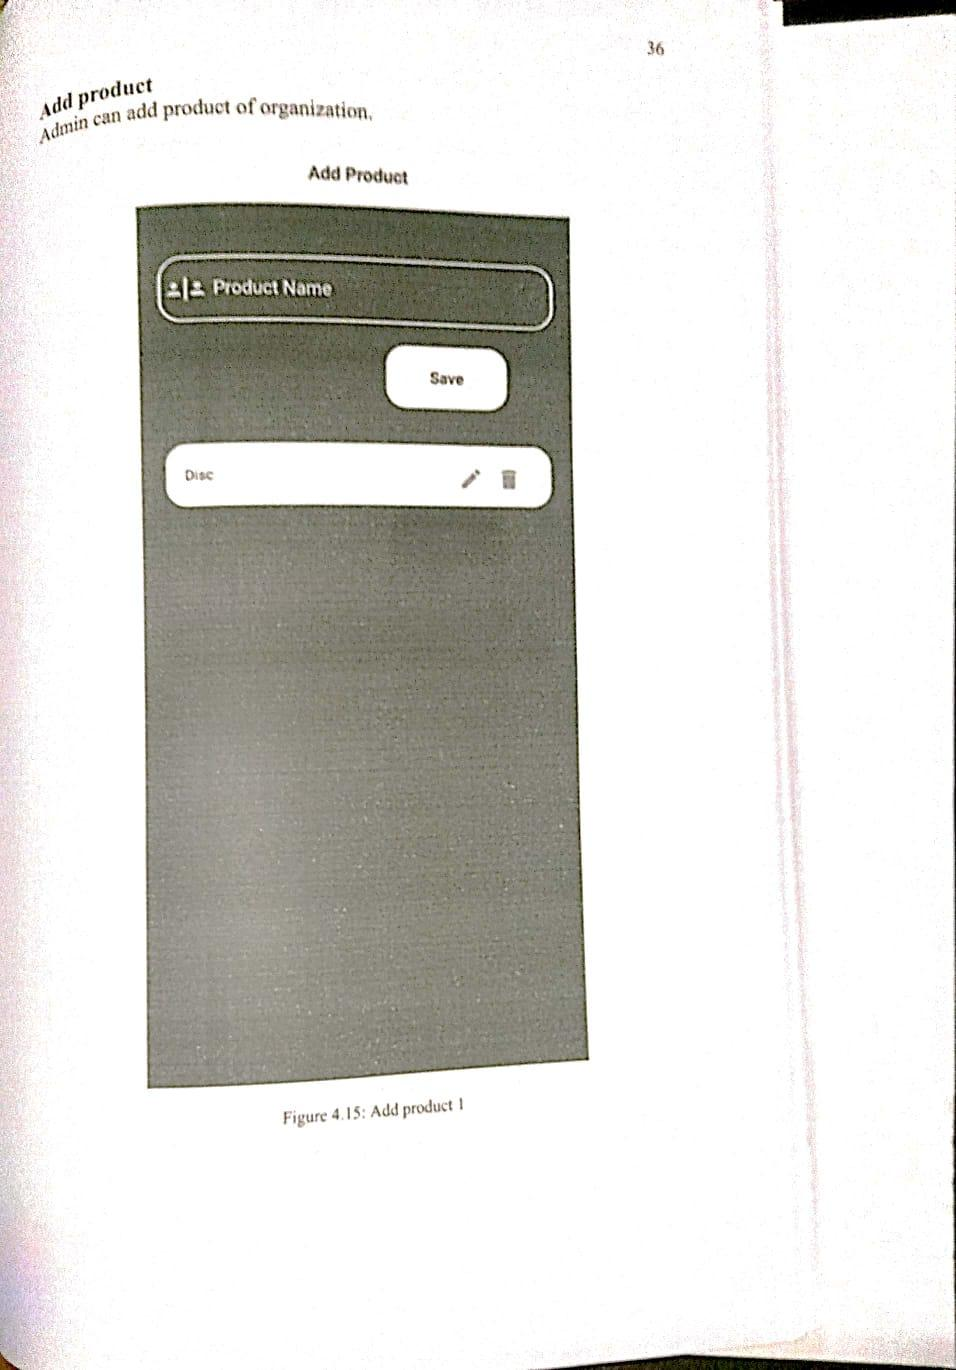 36
Add product
Admin can add product of organization.
Add Product
Product Name
Save
Disc
Figure 4.15: Add product 1